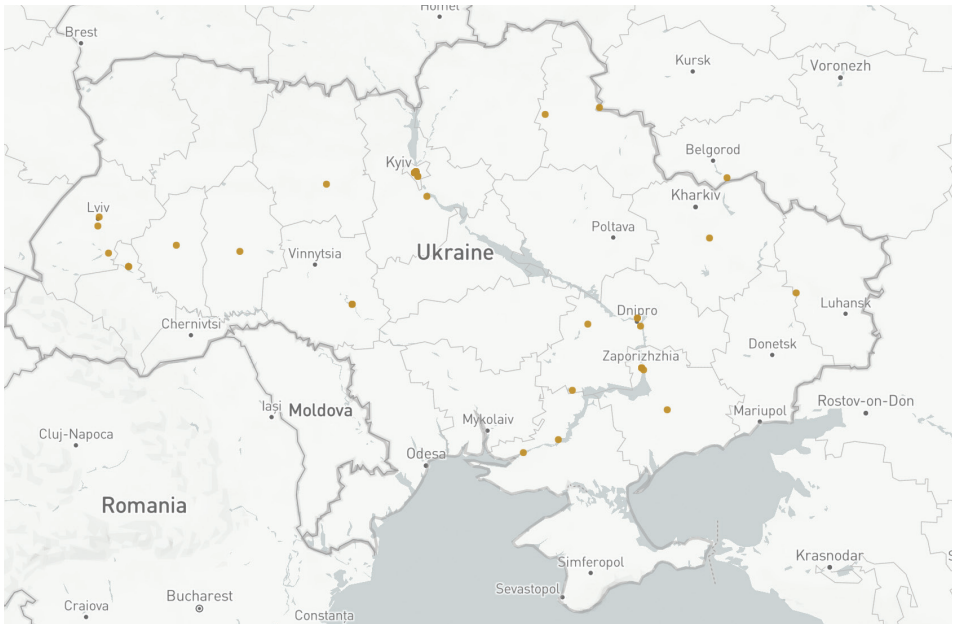 Homel
Brest
Kursk
Voronezh
Belgorod
Kyiv
Kharkiv
Lviv
Poltava
Ukraine
Vinnytsia
Luhansk
Dnipro
Chernivtsi
Donetsk
Zaporizhzhia
Iași
Moldova
Mariupol
Rostov-on-Don
Mykolaiv
Cluj-Napoca
Odesa
Romania
Krasnodar
S
Simferopol
Sevastopol
Bucharest
Craiova
Constanța